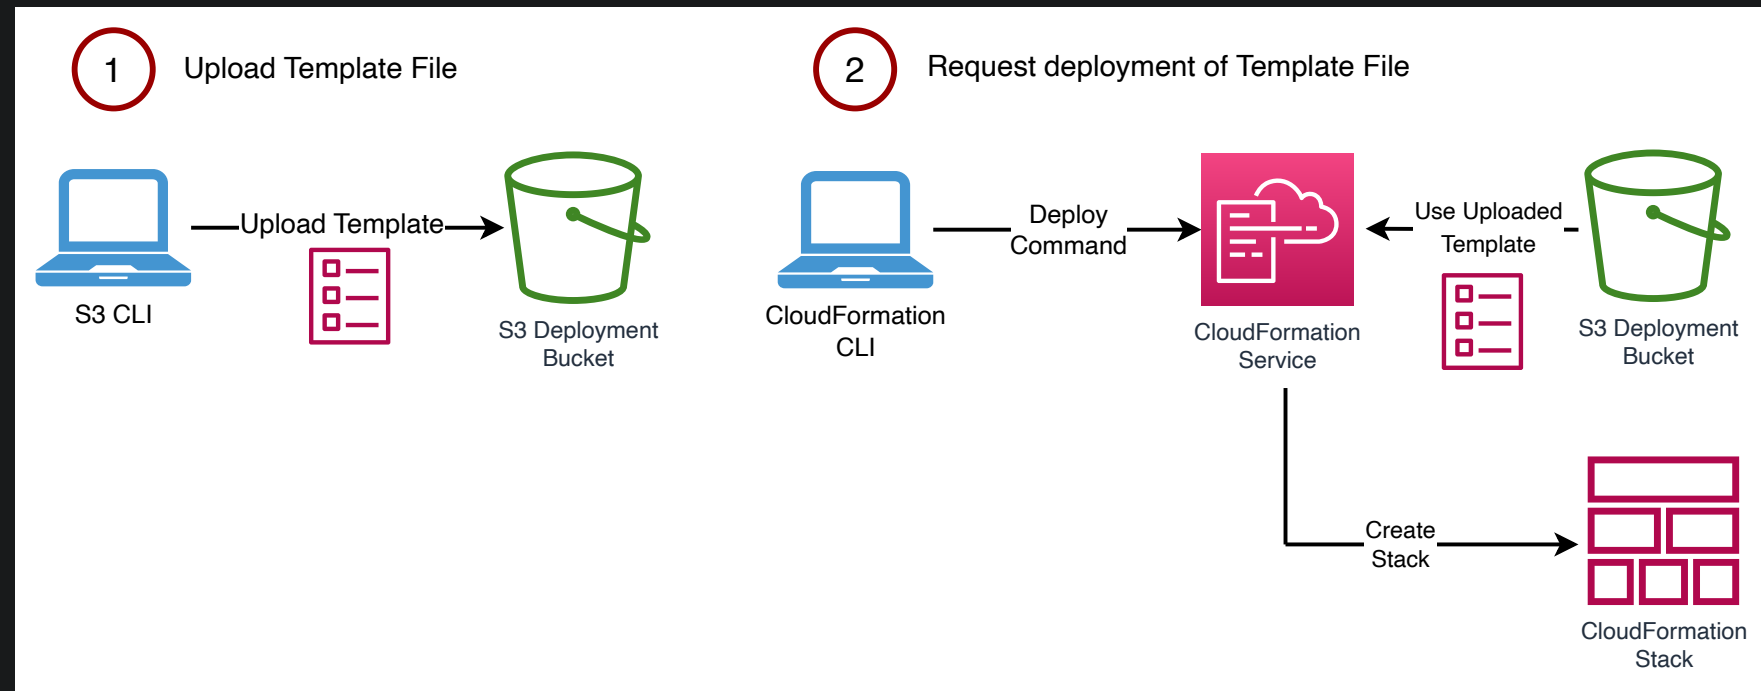 1
Upload Template File
Upload Template
S3 CLI
S3 Deployment
Bucket
2
Request deployment of Template File
Deploy
Command
CloudFormation
CLI
CloudFormation
Service
Use Uploaded
Template
S3 Deployment
Bucket
Create
Stack
CloudFormation
Stack